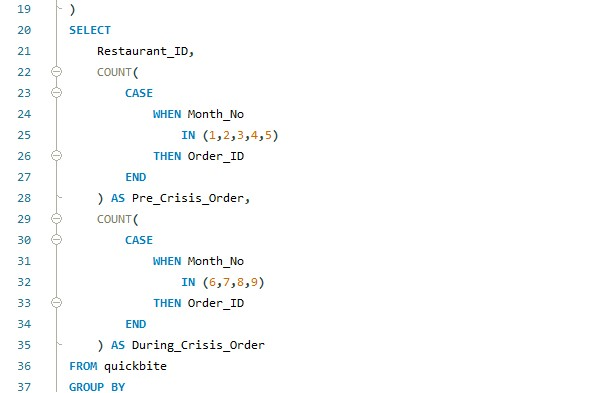 19 )
20 SELECT
21 Restaurant_ID,
22 COUNT(
23 CASE
24 WHEN Month_No
25 IN (1,2,3,4,5)
26 THEN Order_ID
27 END
28 ) AS Pre_Crisis_Order,
29 COUNT(
30 CASE
31 WHEN Month_No
32 IN (6,7,8,9)
33 THEN Order_ID
34 END
35 ) AS During_Crisis_Order
36 FROM quickbite
37 GROUP BY